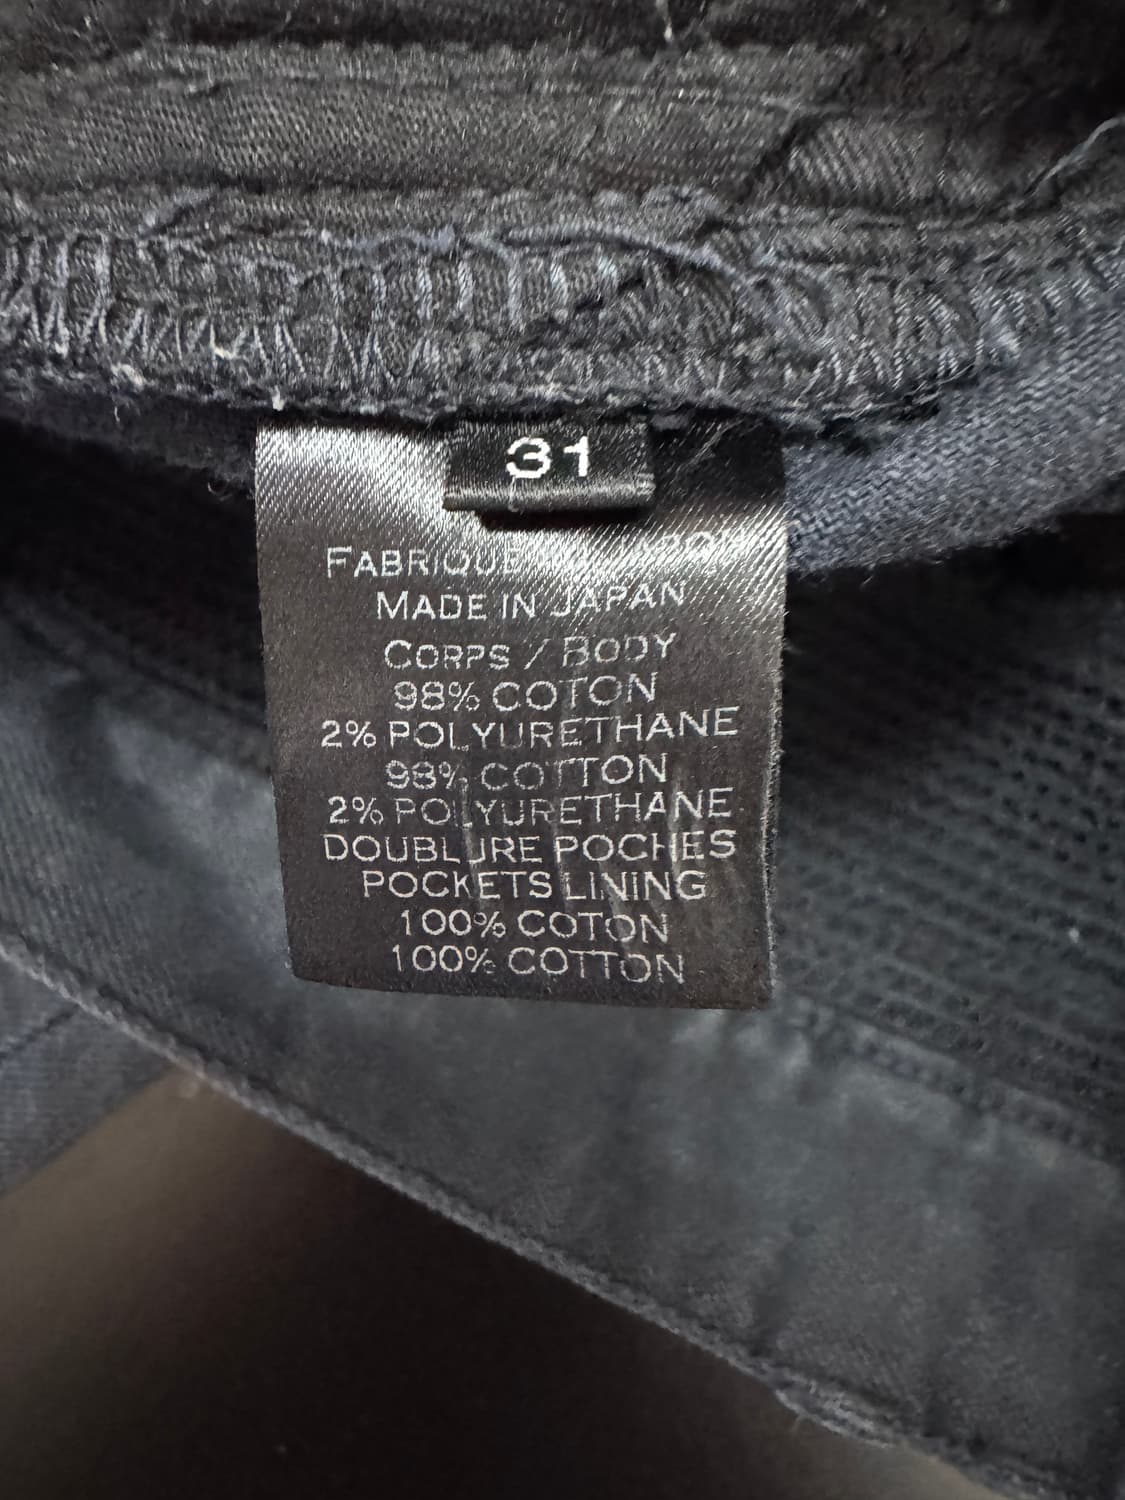 31
FABRIQUE JAPON
MADE IN JAPAN
CORPS / BODY
98% COTON
2% POLYURETHANE
98% COTTON
2% POLYURETHANE
DOUBLURE POCHES
POCKETS LINING
100% COTON
100% COTTON